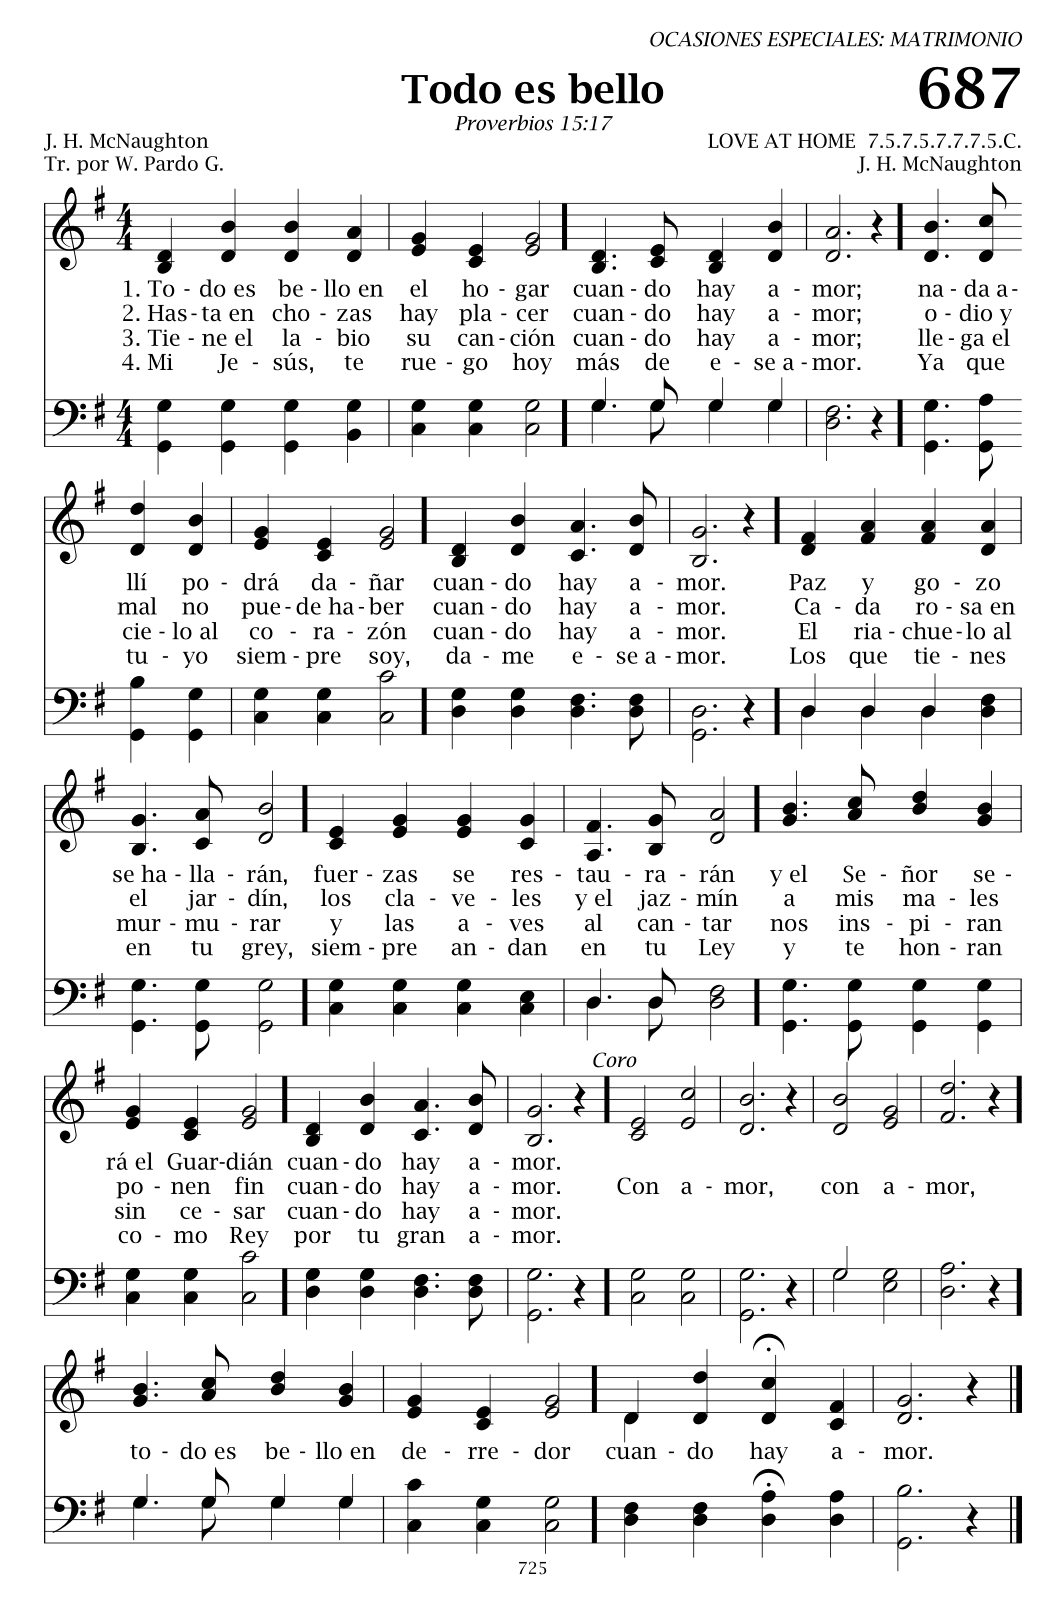 OCASIONES ESPECIALES: MATRIMONIO
Todo es bello 687
Proverbios 15:17
J. H. McNaughton LOVE AT HOME 7.5.7.5.7.7.7.5.C.
Tr. por W. Pardo G. J. H. McNaughton
4 4
1. To - do es be - llo en el ho - gar cuan - do hay a - mor; na - da a-
2. Has - ta en cho - zas hay pla - cer cuan - do hay a - mor; o - dio y
3. Tie - ne el la - bio su can - ción cuan - do hay a - mor; lle - ga el
4. Mi Je - sús, te rue - go hoy más de e - se a - mor. Ya que
4 4
llí po - drá da - ñar cuan - do hay a - mor. Paz y go - zo
mal no pue - de ha - ber cuan - do hay a - mor. Ca - da ro - sa en
cie - lo al co - ra - zón cuan - do hay a - mor. El ria - chue - lo al
tu - yo siem - pre soy, da - me e - se a - mor. Los que tie - nes
se ha - lla - rán, fuer - zas se res - tau - ra - rán y el Se - ñor se -
el jar - dín, los cla - ve - les y el jaz - mín a mis ma - les
mur - mu - rar y las a - ves al can - tar nos ins - pi - ran
en tu grey, siem - pre an - dan en tu Ley y te hon - ran
Coro
rá el Guar - dián cuan - do hay a - mor.
po - nen fin cuan - do hay a - mor. Con a - mor, con a - mor,
sin ce - sar cuan - do hay a - mor.
co - mo Rey por tu gran a - mor.
to - do es be - llo en de - rre - dor cuan - do hay a - mor.
725